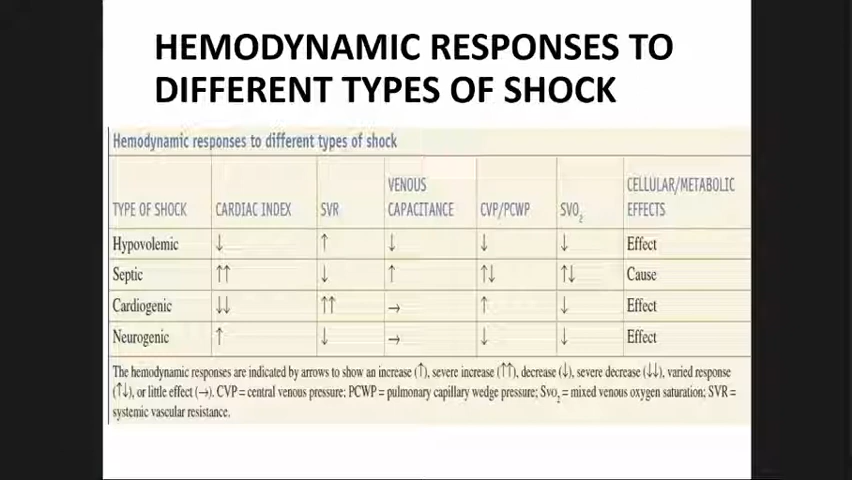 HEMODYNAMIC RESPONSES TO
DIFFERENT TYPES OF SHOCK
Hemodynamic responses to different types of shock
TYPE OF SHOCK CARDIAC INDEX SVR VENOUS CAPACITANCE CVP/PCWP SVO₂ CELLULAR/METABOLIC EFFECTS
Hypovolemic ↓ ↑ ↓ ↓ ↓ Effect
Septic ↑↑ ↓ ↑ ↑↓ ↑↓ Cause
Cardiogenic ↓↓ ↑↑ → ↑ ↓ Effect
Neurogenic ↑ ↓ → ↓ ↓ Effect
The hemodynamic responses are indicated by arrows to show an increase (↑), severe increase (↑↑), decrease (↓), severe decrease (↓↓), varied response
(↑↓), or little effect (→). CVP = central venous pressure; PCWP = pulmonary capillary wedge pressure; Svo₂ = mixed venous oxygen saturation; SVR =
systemic vascular resistance.